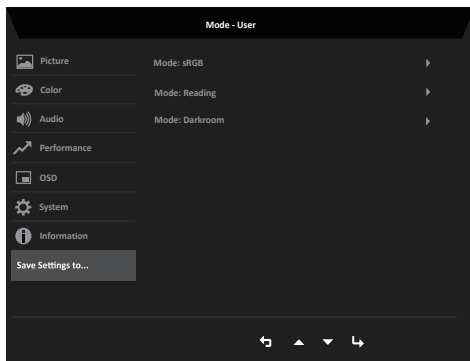 Mode - User
Picture
Color
Audio
Performance
OSD
System
Information
Save Settings to...
Mode: sRGB
Mode: Reading
Mode: Darkroom